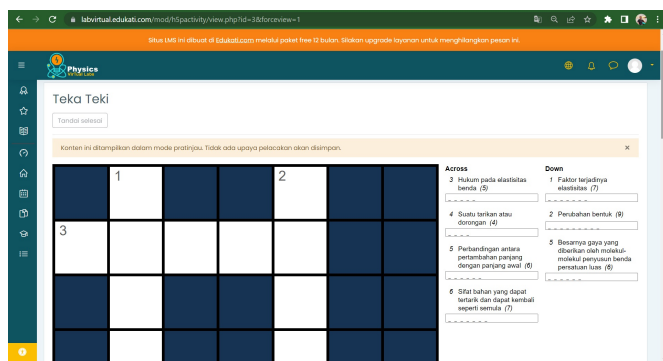 labvirtual.edukati.com/mod/h5pactivity/view.php?id=3&forceview=1
Situs LMS ini dibuat di Edukati.com melalui paket free 12 bulan. Silakan upgrade layanan untuk menghilangkan pesan ini.
Physics
Virtual Labs
Teka Teki
Tandai selesai
Konten ini ditampilkan dalam mode pratinjau. Tidak ada upaya pelacakan akan disimpan.
1
2
3
Across
3 Hukum pada elastisitas
benda (5)
4 Suatu tarikan atau
dorongan (4)
5 Perbandingan antara
pertambahan panjang
dengan panjang awal (6)
6 Sifat bahan yang dapat
tertarik dan dapat kembali
seperti semula (7)
Down
1 Faktor terjadinya
elastisitas (7)
2 Perubahan bentuk (9)
5 Besarnya gaya yang
diberikan oleh molekul-
molekul penyusun benda
persatuan luas (6)